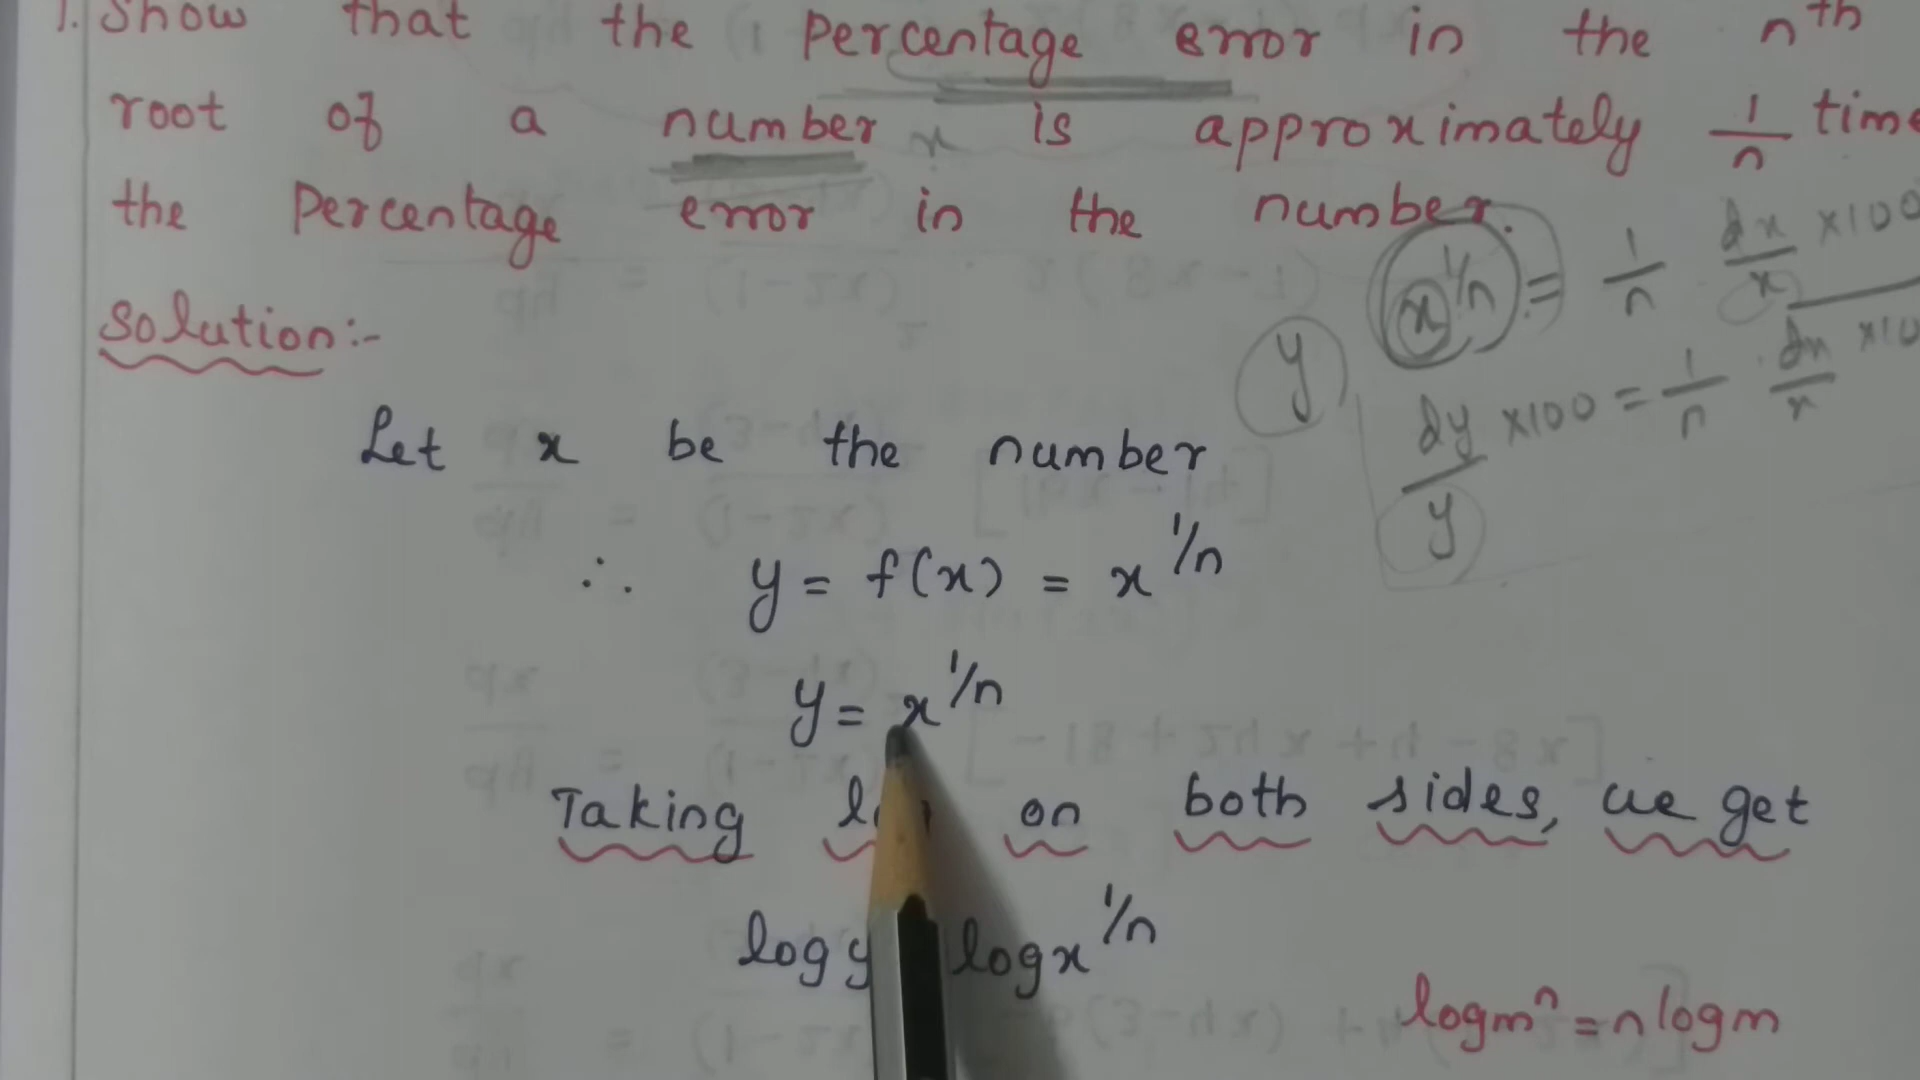 1. Show that the percentage error in the nth
root of a number x is approximately 1/n time
the Percentage error in the number.
x^1/n = 1/n dx/x ×100
Solution:-
y
dy/y ×100 = 1/n dx/x ×10
Let x be the number
∴ y = f(x) = x^1/n
y = x^1/n
Taking on both sides, we get
log y log x^1/n
log m^n = n log m